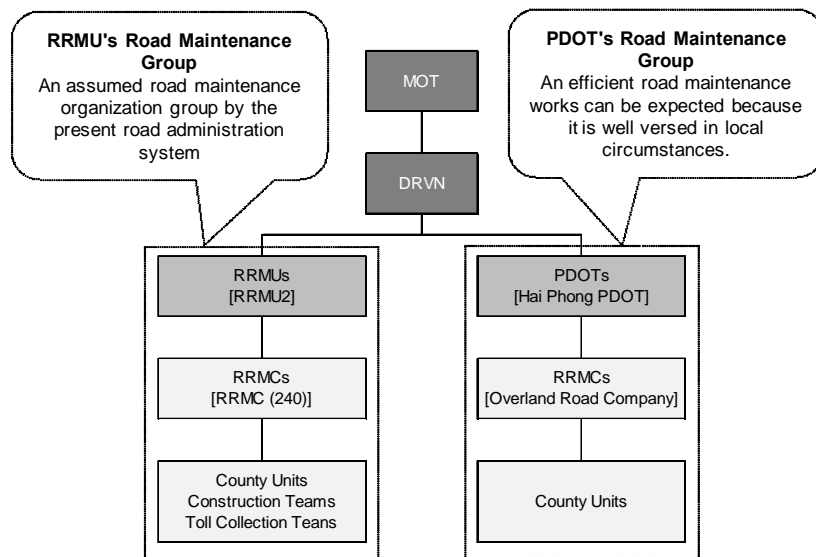 RRMU's Road Maintenance
Group
An assumed road maintenance
organization group by the
present road administration
system
PDOT's Road Maintenance
Group
An efficient road maintenance
works can be expected because
it is well versed in local
circumstances.
MOT
DRVN
RRMUs
[RRMU2]
PDOTs
[Hai Phong PDOT]
RRMCs
[RRMC (240)]
RRMCs
[Overland Road Company]
County Units
Construction Teams
Toll Collection Teans
County Units